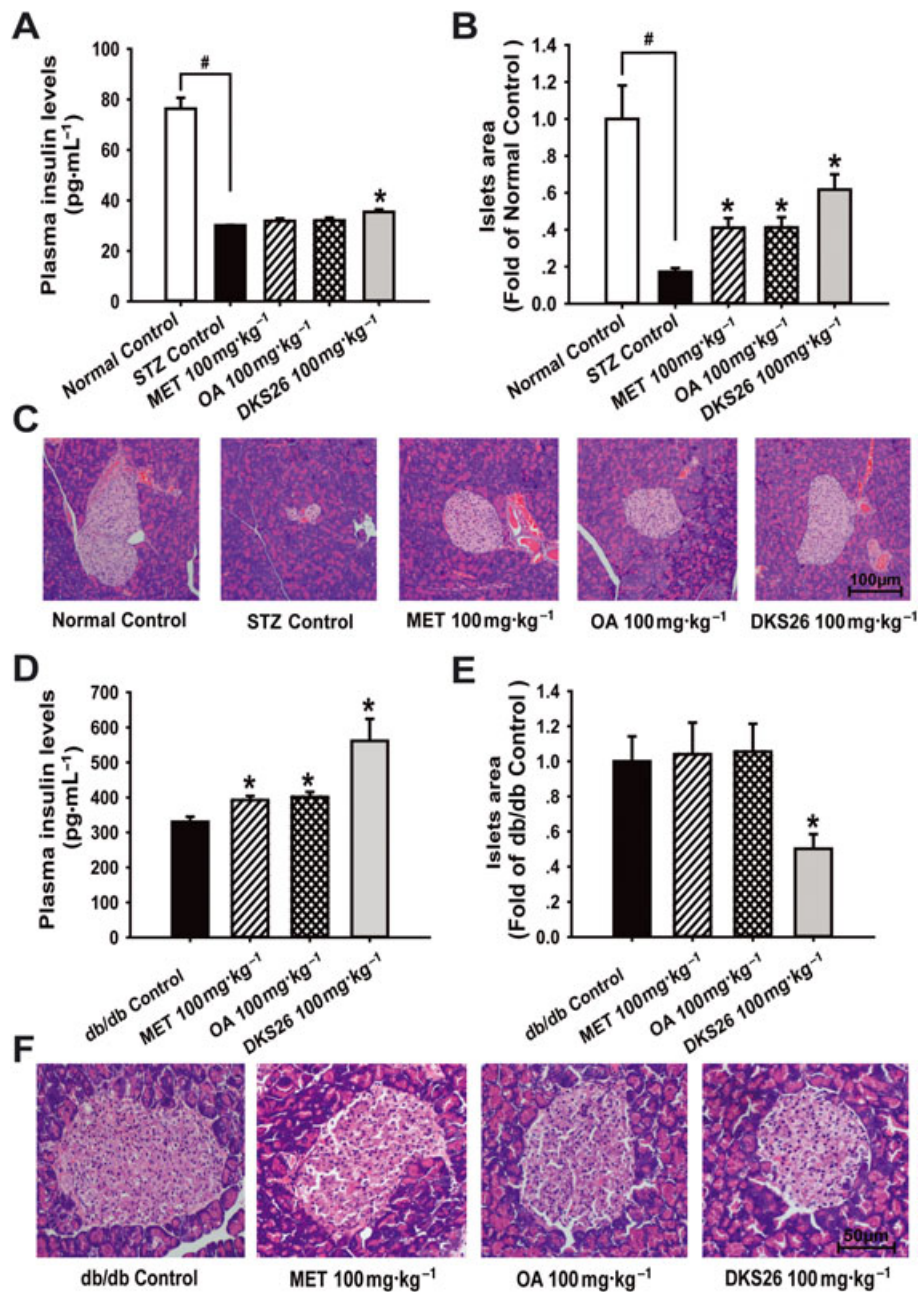 A
Plasma insulin levels
(pg·mL⁻¹)
100
80
60
40
20
0
#
*
Normal Control
STZ Control
MET 100mg·kg⁻¹
OA 100mg·kg⁻¹
DKS26 100mg·kg⁻¹
B
Islets area
(Fold of Normal Control )
1.4
1.2
1.0
.8
.6
.4
.2
0.0
#
*
*
*
Normal Control
STZ Control
MET 100mg·kg⁻¹
OA 100mg·kg⁻¹
DKS26 100mg·kg⁻¹
C
100μm
Normal Control
STZ Control
MET 100mg·kg⁻¹
OA 100mg·kg⁻¹
DKS26 100mg·kg⁻¹
D
Plasma insulin levels
(pg·mL⁻¹)
700
600
500
400
300
200
100
0
*
*
*
db/db Control
MET 100mg·kg⁻¹
OA 100mg·kg⁻¹
DKS26 100mg·kg⁻¹
E
Islets area
(Fold of db/db Control )
1.4
1.2
1.0
.8
.6
.4
.2
0.0
*
db/db Control
MET 100mg·kg⁻¹
OA 100mg·kg⁻¹
DKS26 100mg·kg⁻¹
F
50μm
db/db Control
MET 100mg·kg⁻¹
OA 100mg·kg⁻¹
DKS26 100mg·kg⁻¹